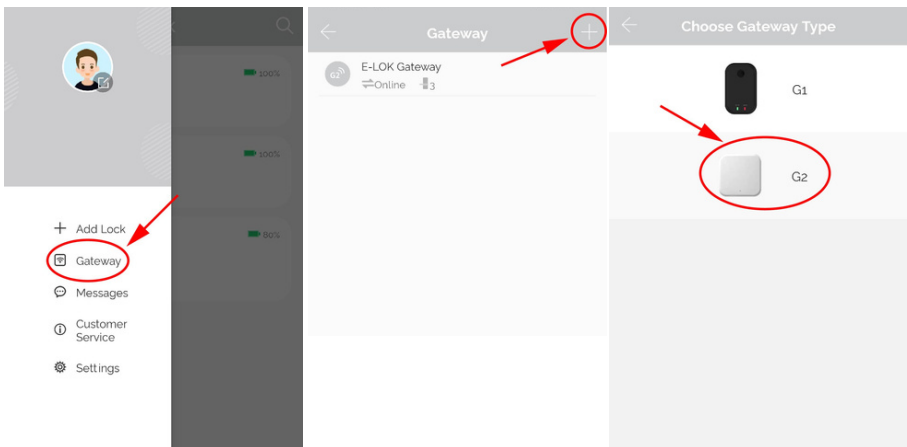 100%
100%
80%
Add Lock
Gateway
Messages
Customer
Service
Settings
Gateway
G2
E-LOK Gateway
Online 3
Choose Gateway Type
G1
G2